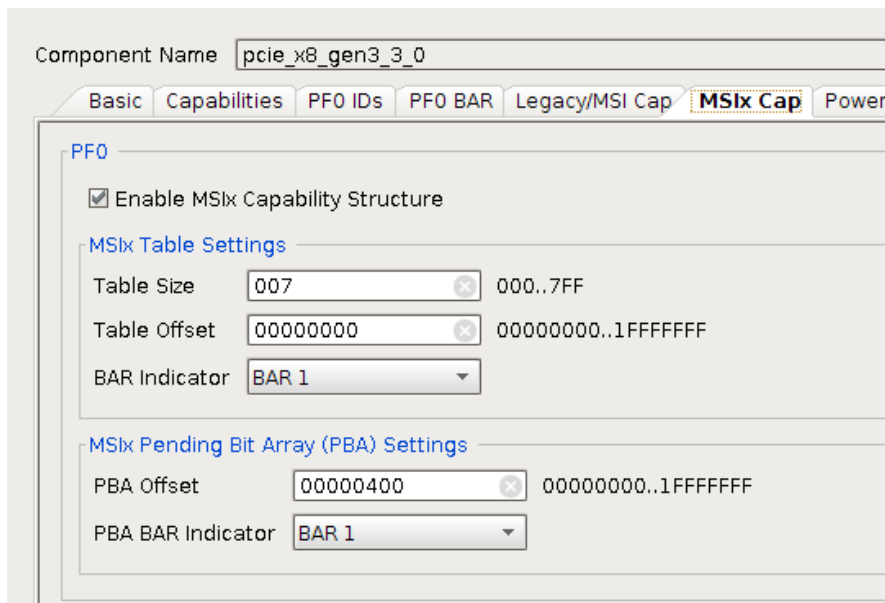 Component Name pcie_x8_gen3_3_0
Basic Capabilities PF0 IDs PF0 BAR Legacy/MSI Cap MSIx Cap Power
PF0
Enable MSIx Capability Structure
MSIx Table Settings
Table Size 007 000..7FF
Table Offset 00000000 00000000..1FFFFFFF
BAR Indicator BAR 1
MSIx Pending Bit Array (PBA) Settings
PBA Offset 00000400 00000000..1FFFFFFF
PBA BAR Indicator BAR 1